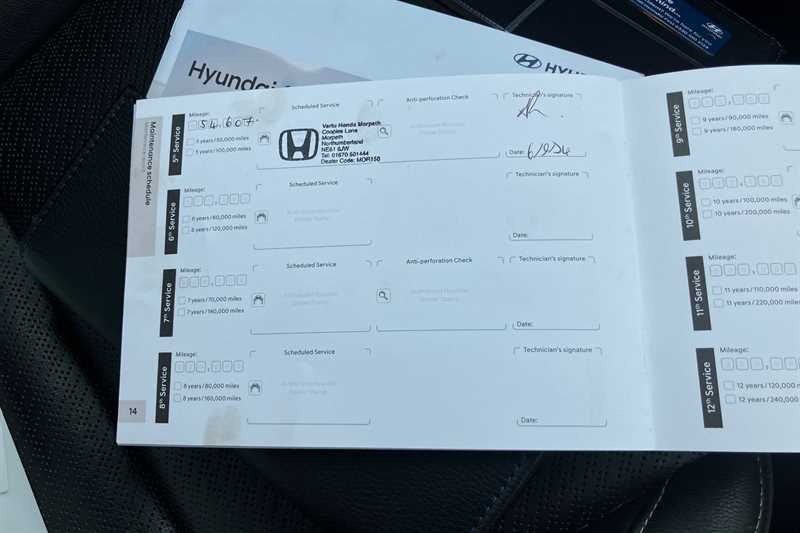 Hyundai
HYUNDAI
Maintenance schedule
5th Service
Mileage:
54,607
5 years/50,000 miles
5 years/100,000 miles
Scheduled Service
Vertu Honda Morpeth
Coopies Lane
Morpeth
Northumberland
NE61 6JW
Tel: 01670 501444
Dealer Code: MOR150
Anti-perforation Check
Technician's signature
Date: 6/9/24
6th Service
Mileage:
6 years/60,000 miles
6 years/120,000 miles
Scheduled Service
Technician's signature
Date:
7th Service
Mileage:
7 years/70,000 miles
7 years/140,000 miles
Scheduled Service
Anti-perforation Check
Technician's signature
Date:
8th Service
Mileage:
8 years/80,000 miles
8 years/160,000 miles
Scheduled Service
Technician's signature
Date:
14
9th Service
Mileage:
9 years/90,000 miles
9 years/180,000 miles
10th Service
Mileage:
10 years/100,000 miles
10 years/200,000 miles
11th Service
Mileage:
11 years/110,000 miles
11 years/220,000 miles
12th Service
Mileage:
12 years/120,000
12 years/240,000